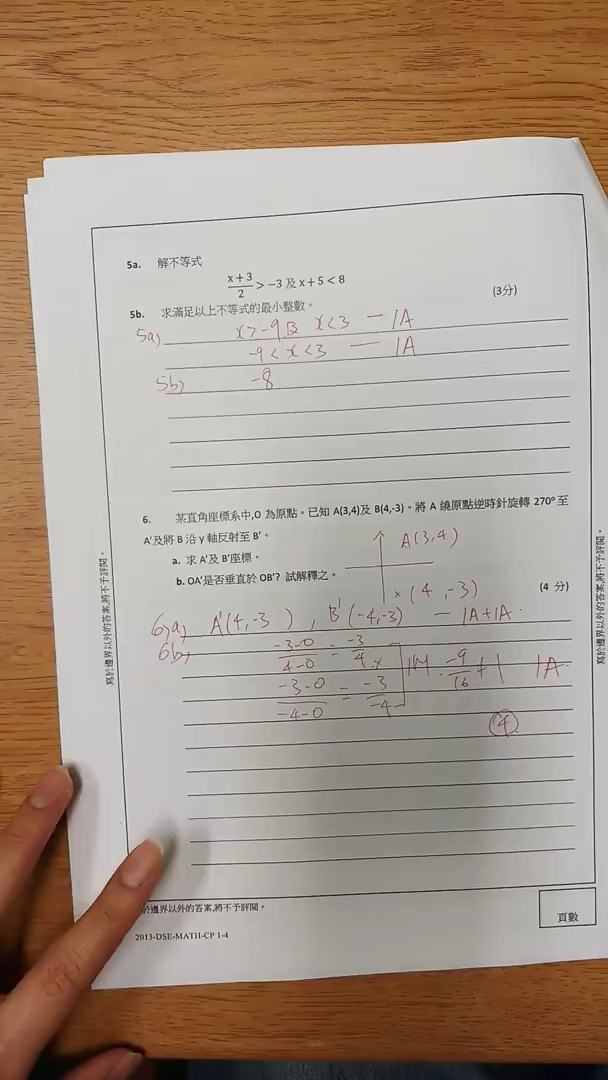 5a. 解不等式
x+3/2 > −3 及 x + 5 < 8
(3分)
5b. 求滿足以上不等式的最小整數。
5a) x > -9 及 x < 3 — 1A
-9 < x < 3 — 1A
5b) -8
6. 某直角座標系中,O 為原點。已知 A(3,4)及 B(4,-3)。將 A 繞原點逆時針旋轉 270° 至
A′及將 B 沿 y 軸反射至 B′。
a. 求 A′及 B′座標。
b. OA′是否垂直於 OB′? 試解釋之。
(4 分)
A(3,4)
x (4, -3)
6)a) A'(4,-3 ) , B'(-4,-3) — 1A+1A.
6b) -3-0/4-0 = -3/4 x
-3-0/-4-0 = -3/-4
1M. -9/16 ≠ 1 1A.
④
寫於邊界以外的答案,將不予評閱。
寫於邊界以外的答案,將不予評閱。
於邊界以外的答案,將不予評閱。
頁數
2013-DSE-MATH-CP 1-4